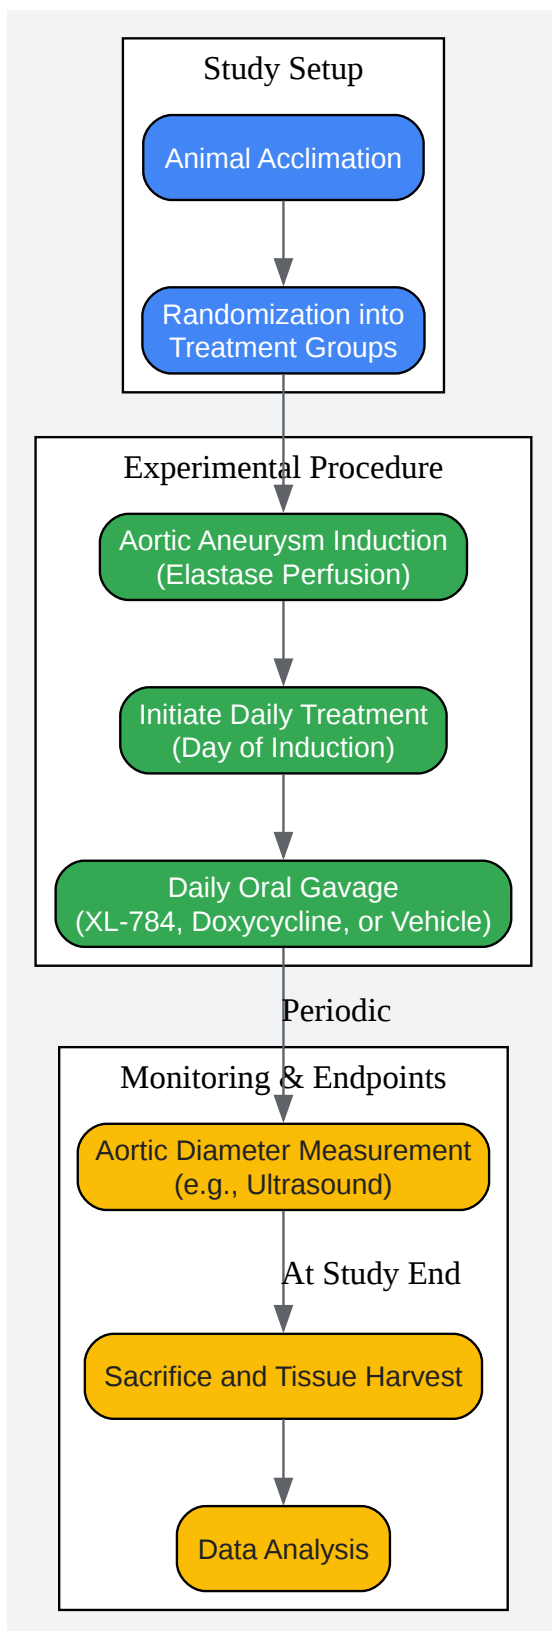 Study Setup
Animal Acclimation
Randomization into
Treatment Groups
Experimental Procedure
Aortic Aneurysm Induction
(Elastase Perfusion)
Initiate Daily Treatment
(Day of Induction)
Daily Oral Gavage
(XL-784, Doxycycline, or Vehicle)
Periodic
Monitoring & Endpoints
Aortic Diameter Measurement
(e.g., Ultrasound)
At Study End
Sacrifice and Tissue Harvest
Data Analysis